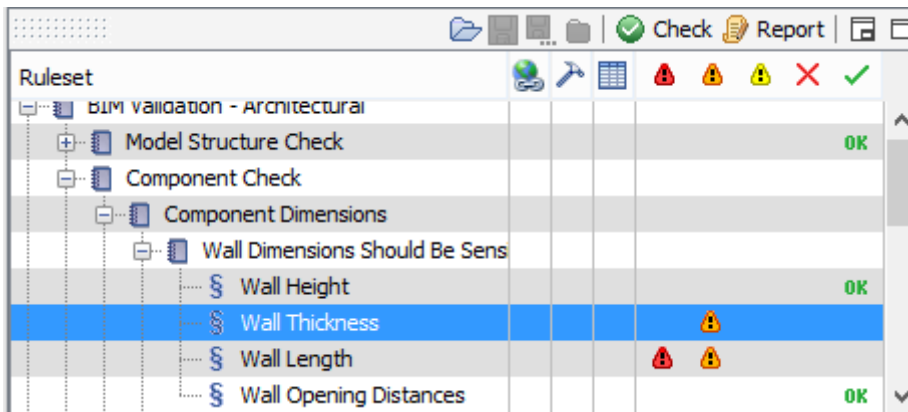 Check Report
Ruleset
BIM Validation - Architectural
Model Structure Check OK
Component Check
Component Dimensions
Wall Dimensions Should Be Sens
§ Wall Height OK
§ Wall Thickness
§ Wall Length
§ Wall Opening Distances OK